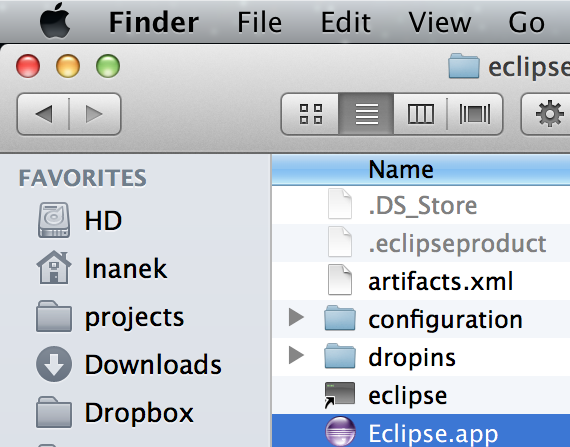 Finder File Edit View Go
eclipse
Name
FAVORITES
.DS_Store
HD
.eclipseproduct
lnanek
artifacts.xml
projects
configuration
Downloads
dropins
eclipse
Dropbox
Eclipse.app